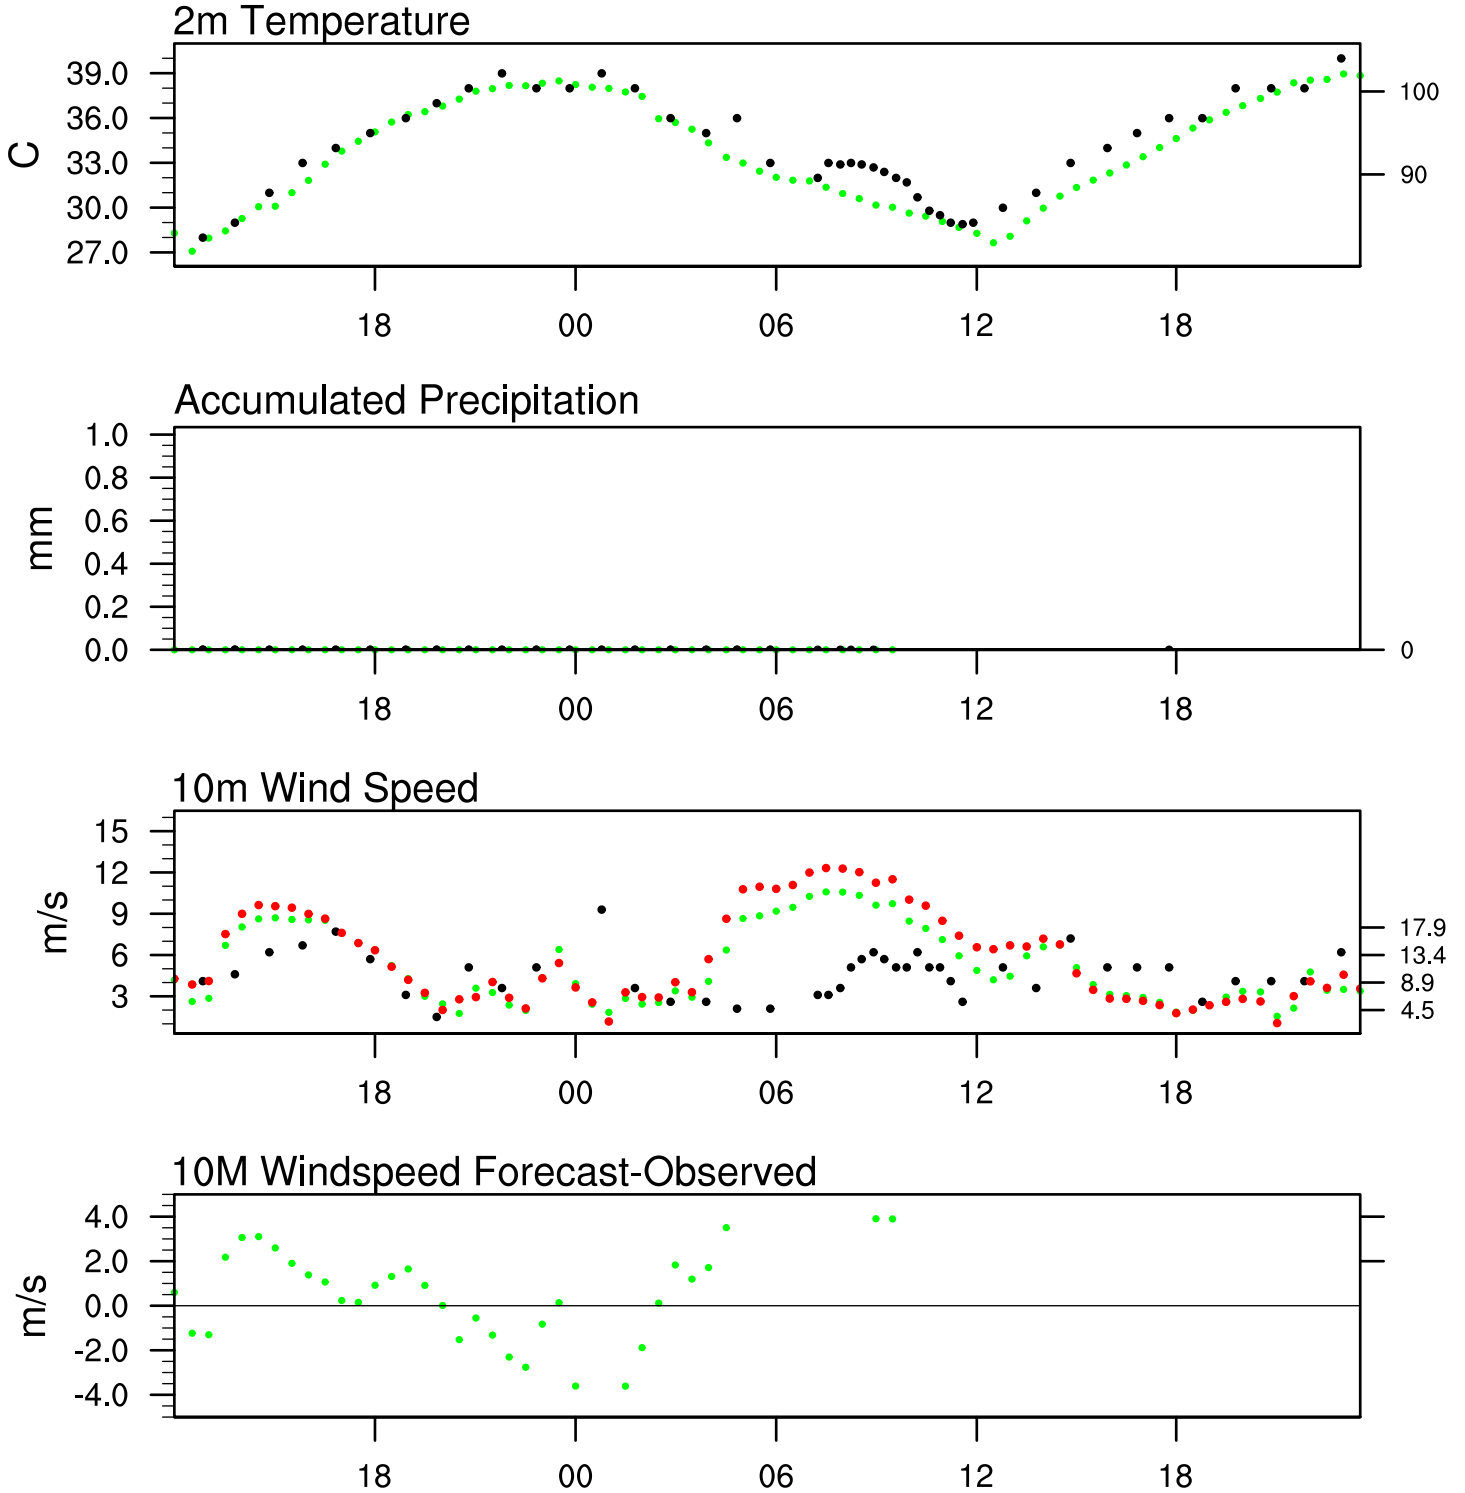 2m Temperature
39.0
36.0
33.0
30.0
27.0
C
100
90
18 00 06 12 18
Accumulated Precipitation
1.0
0.8
0.6
0.4
0.2
0.0
mm
0
18 00 06 12 18
10m Wind Speed
15
12
9
6
3
m/s
17.9
13.4
8.9
4.5
18 00 06 12 18
10M Windspeed Forecast-Observed
4.0
2.0
0.0
-2.0
-4.0
m/s
18 00 06 12 18